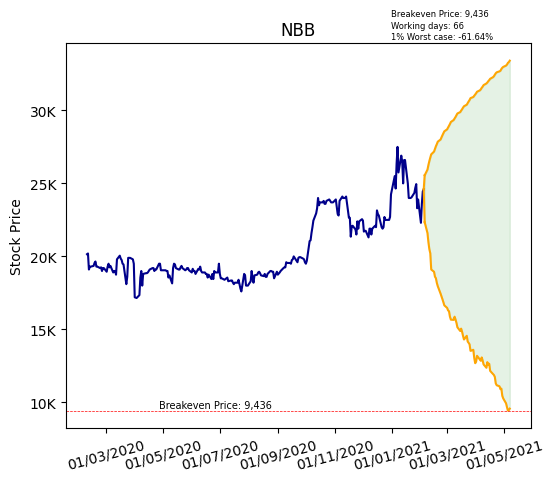 Breakeven Price: 9,436
Working days: 66
1% Worst case: -61.64%
NBB
Stock Price
30K
25K
20K
15K
10K
Breakeven Price: 9,436
01/03/2020
01/05/2020
01/07/2020
01/09/2020
01/11/2020
01/01/2021
01/03/2021
01/05/2021